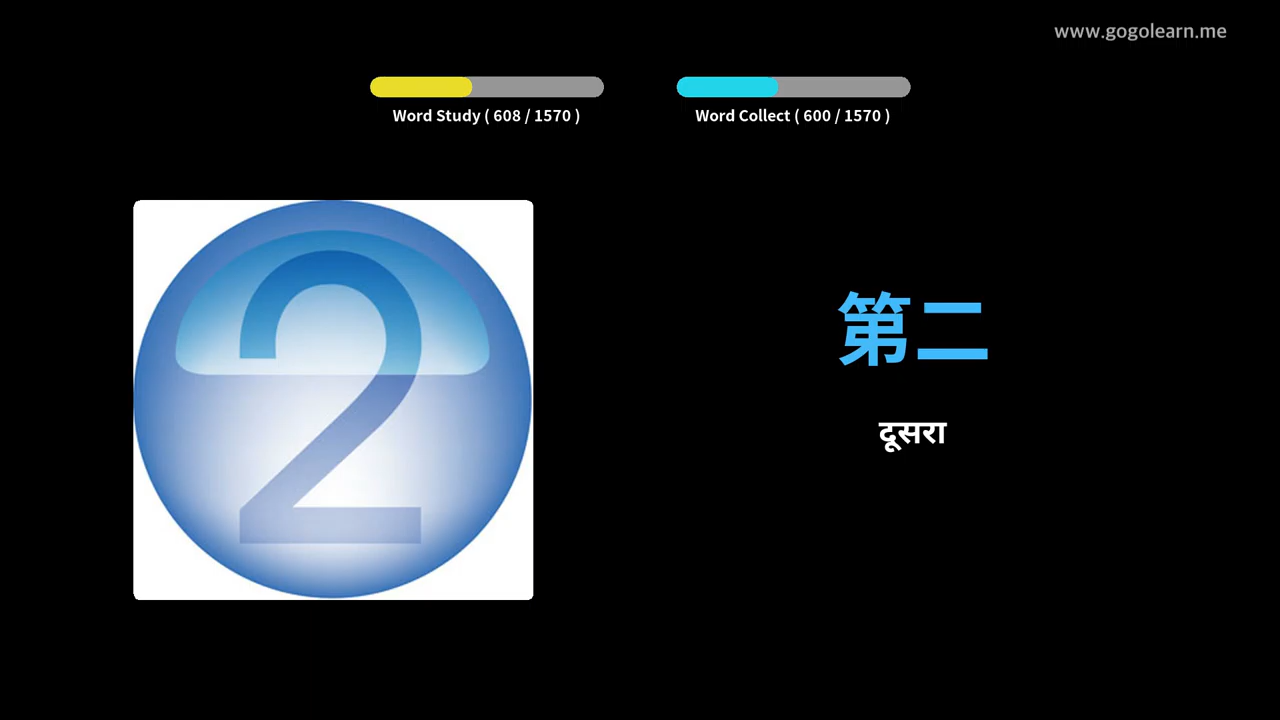 www.gogolearn.me
Word Study ( 608 / 1570 )
Word Collect ( 600 / 1570 )
2
第二
दूसरा